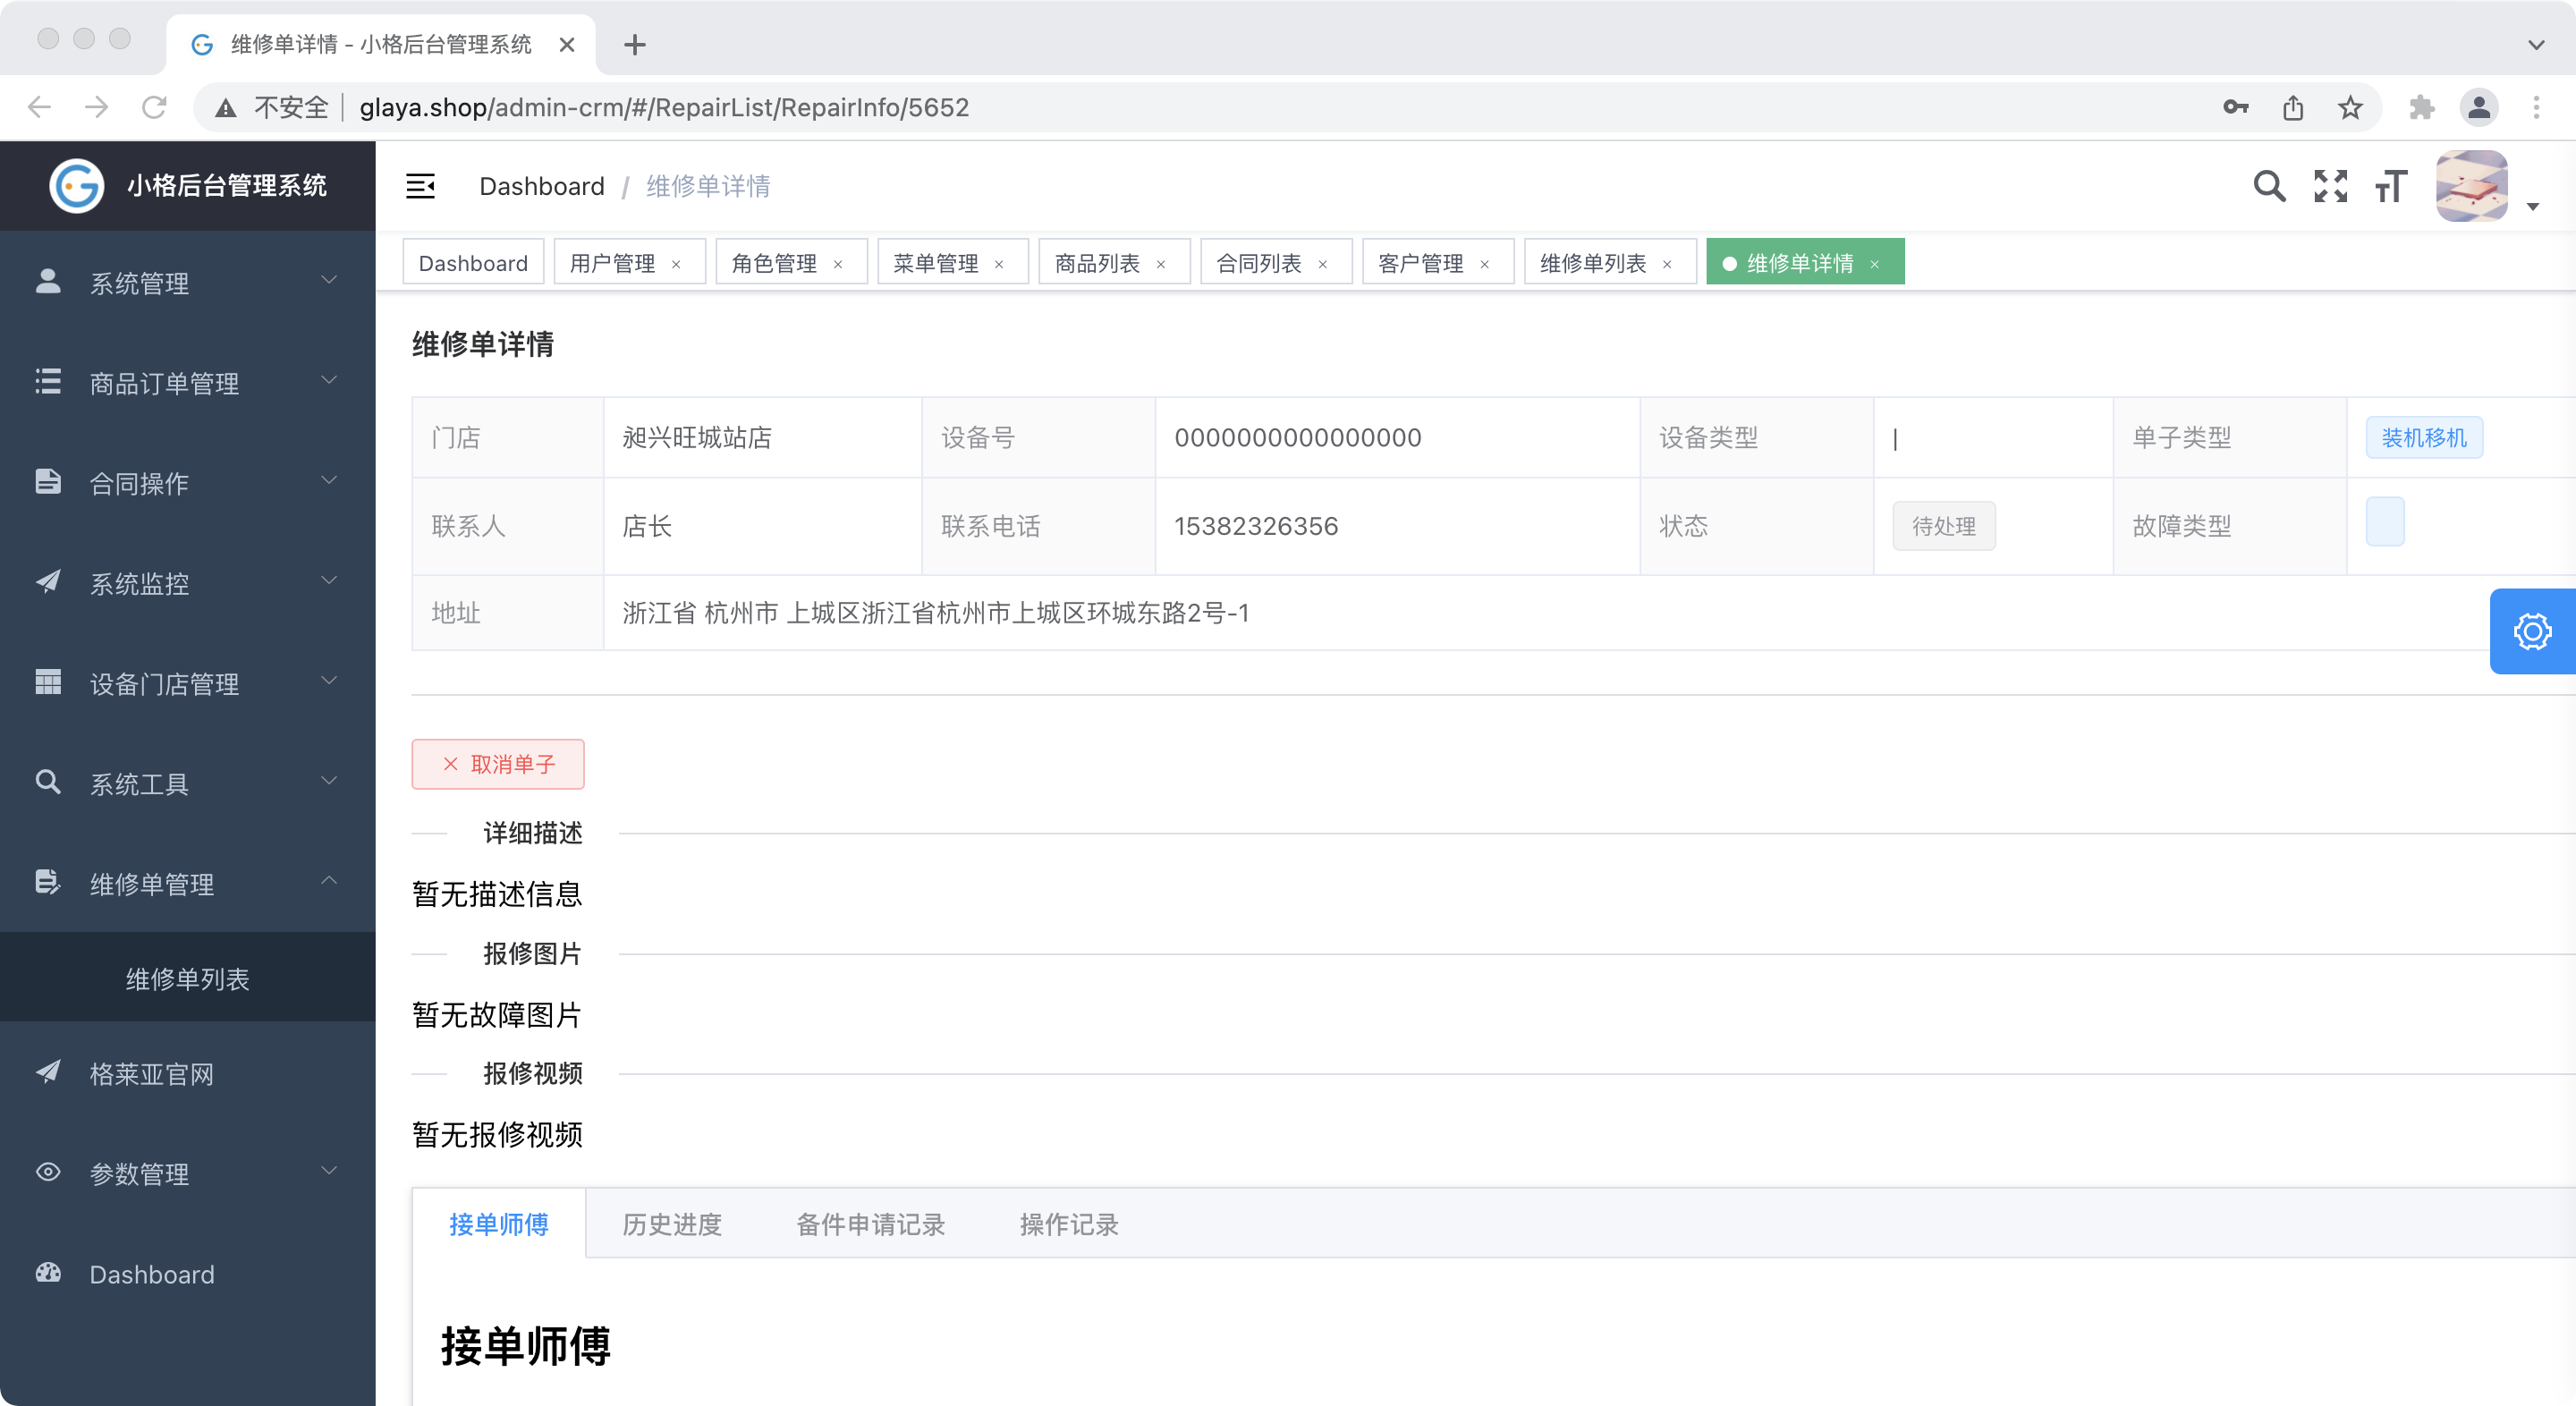 维修单详情 - 小格后台管理系统
不安全 | glaya.shop/admin-crm/#/RepairList/RepairInfo/5652
小格后台管理系统
Dashboard / 维修单详情
Dashboard 用户管理 × 角色管理 × 菜单管理 × 商品列表 × 合同列表 × 客户管理 × 维修单列表 × 维修单详情 ×
系统管理
商品订单管理
合同操作
系统监控
设备门店管理
系统工具
维修单管理
维修单列表
格莱亚官网
参数管理
Dashboard
维修单详情
门店 昶兴旺城站店 设备号 0000000000000000 设备类型 | 单子类型 装机移机
联系人 店长 联系电话 15382326356 状态 待处理 故障类型
地址 浙江省 杭州市 上城区浙江省杭州市上城区环城东路2号-1
取消单子
详细描述
暂无描述信息
报修图片
暂无故障图片
报修视频
暂无报修视频
接单师傅 历史进度 备件申请记录 操作记录
接单师傅